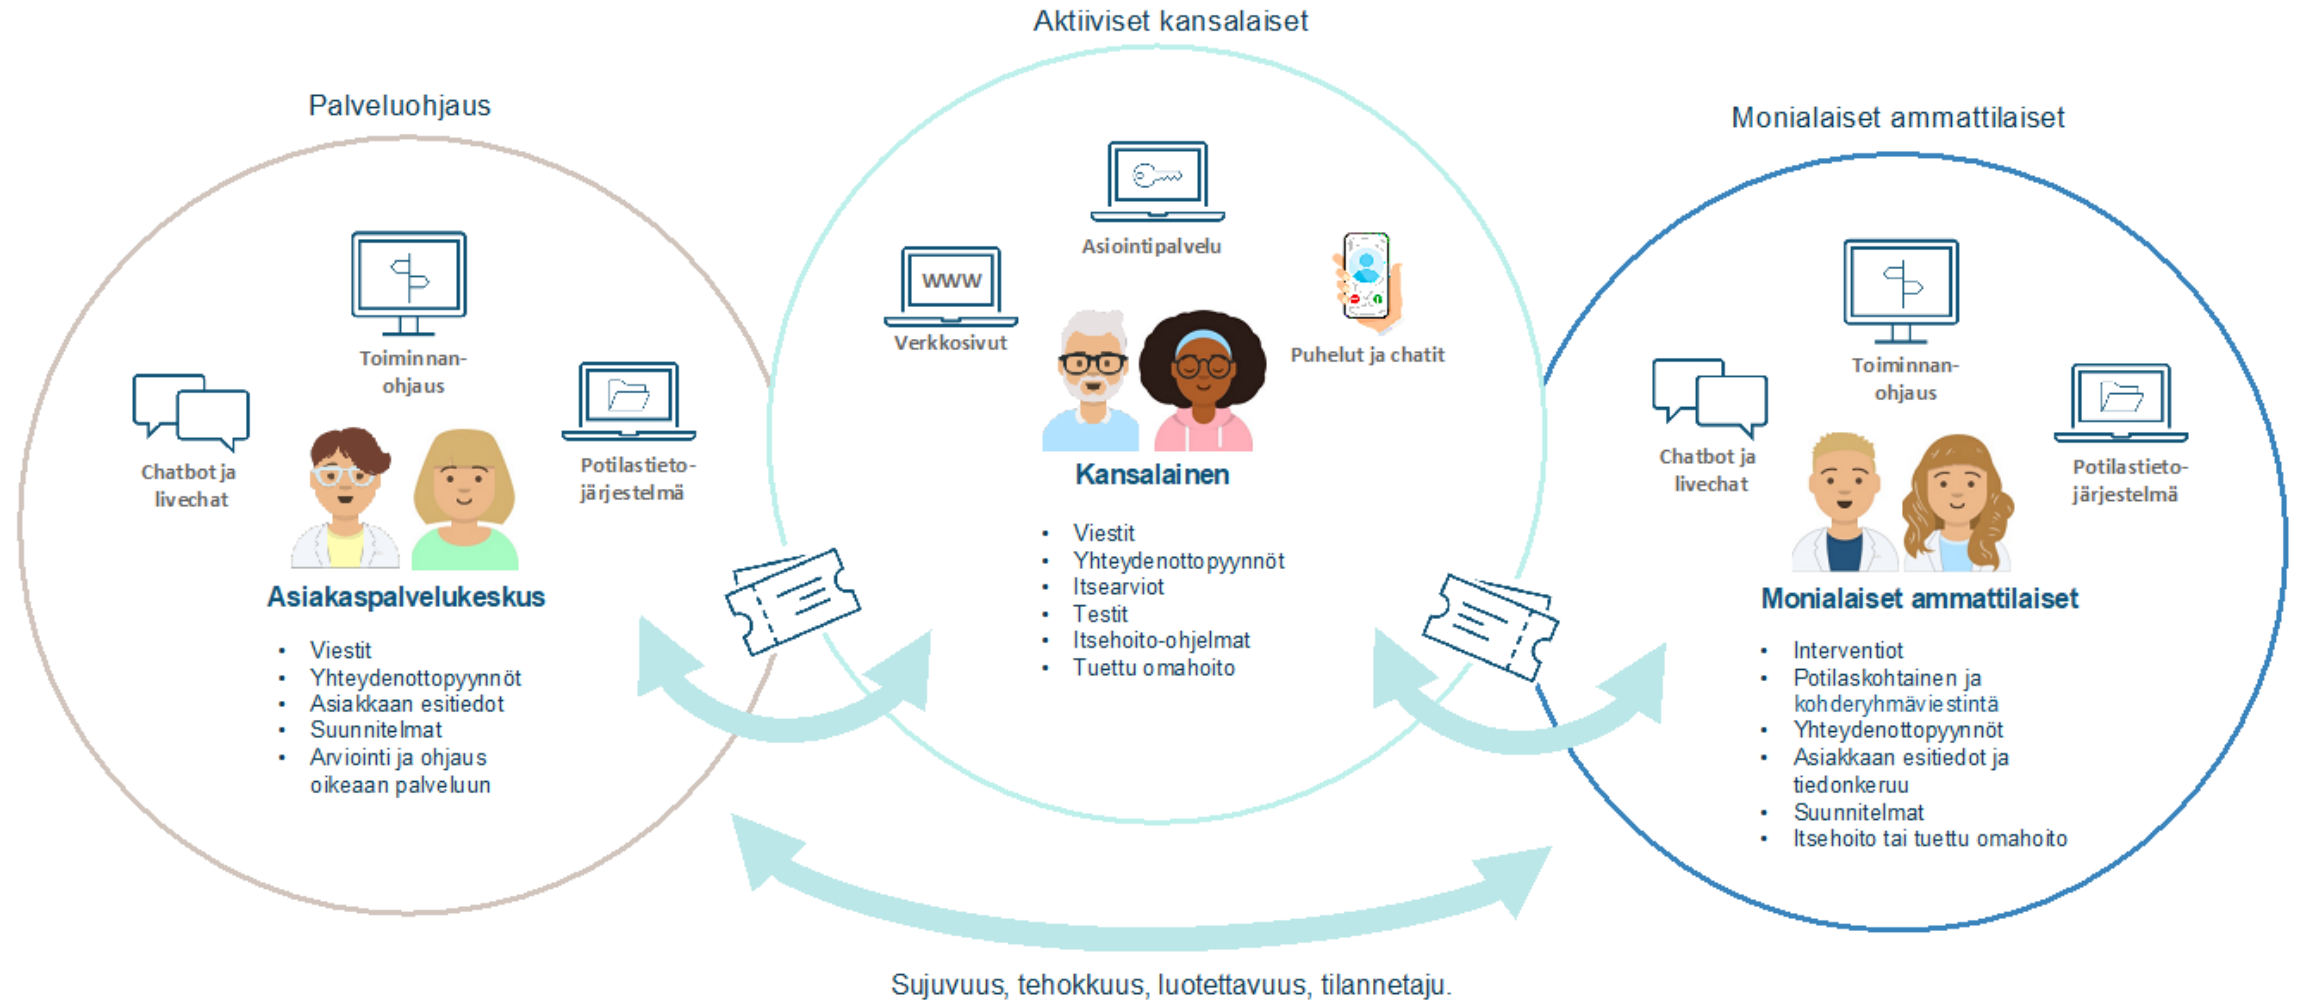 Aktiiviset kansalaiset
Palveluohjaus
Monialaiset ammattilaiset
Toiminnan-
ohjaus
Chatbot ja
livechat
Potilastieto-
järjestelmä
Asiakaspalvelukeskus
• Viestit
• Yhteydenottopyynnöt
• Asiakkaan esitiedot
• Suunnitelmat
• Arviointi ja ohjaus
oikeaan palveluun
Asiointipalvelu
www
Verkkosivut
Puhelut ja chatit
Kansalainen
• Viestit
• Yhteydenottopyynnöt
• Itsearviot
• Testit
• Itsehoito-ohjelmat
• Tuettu omahoito
Toiminnan-
ohjaus
Chatbot ja
livechat
Potilastieto-
järjestelmä
Monialaiset ammattilaiset
• Interventiot
• Potilaskohtainen ja
kohderyhmäviestintä
• Yhteydenottopyynnöt
• Asiakkaan esitiedot ja
tiedonkeruu
• Suunnitelmat
• Itsehoito tai tuettu omahoito
Sujuvuus, tehokkuus, luotettavuus, tilannetaju.